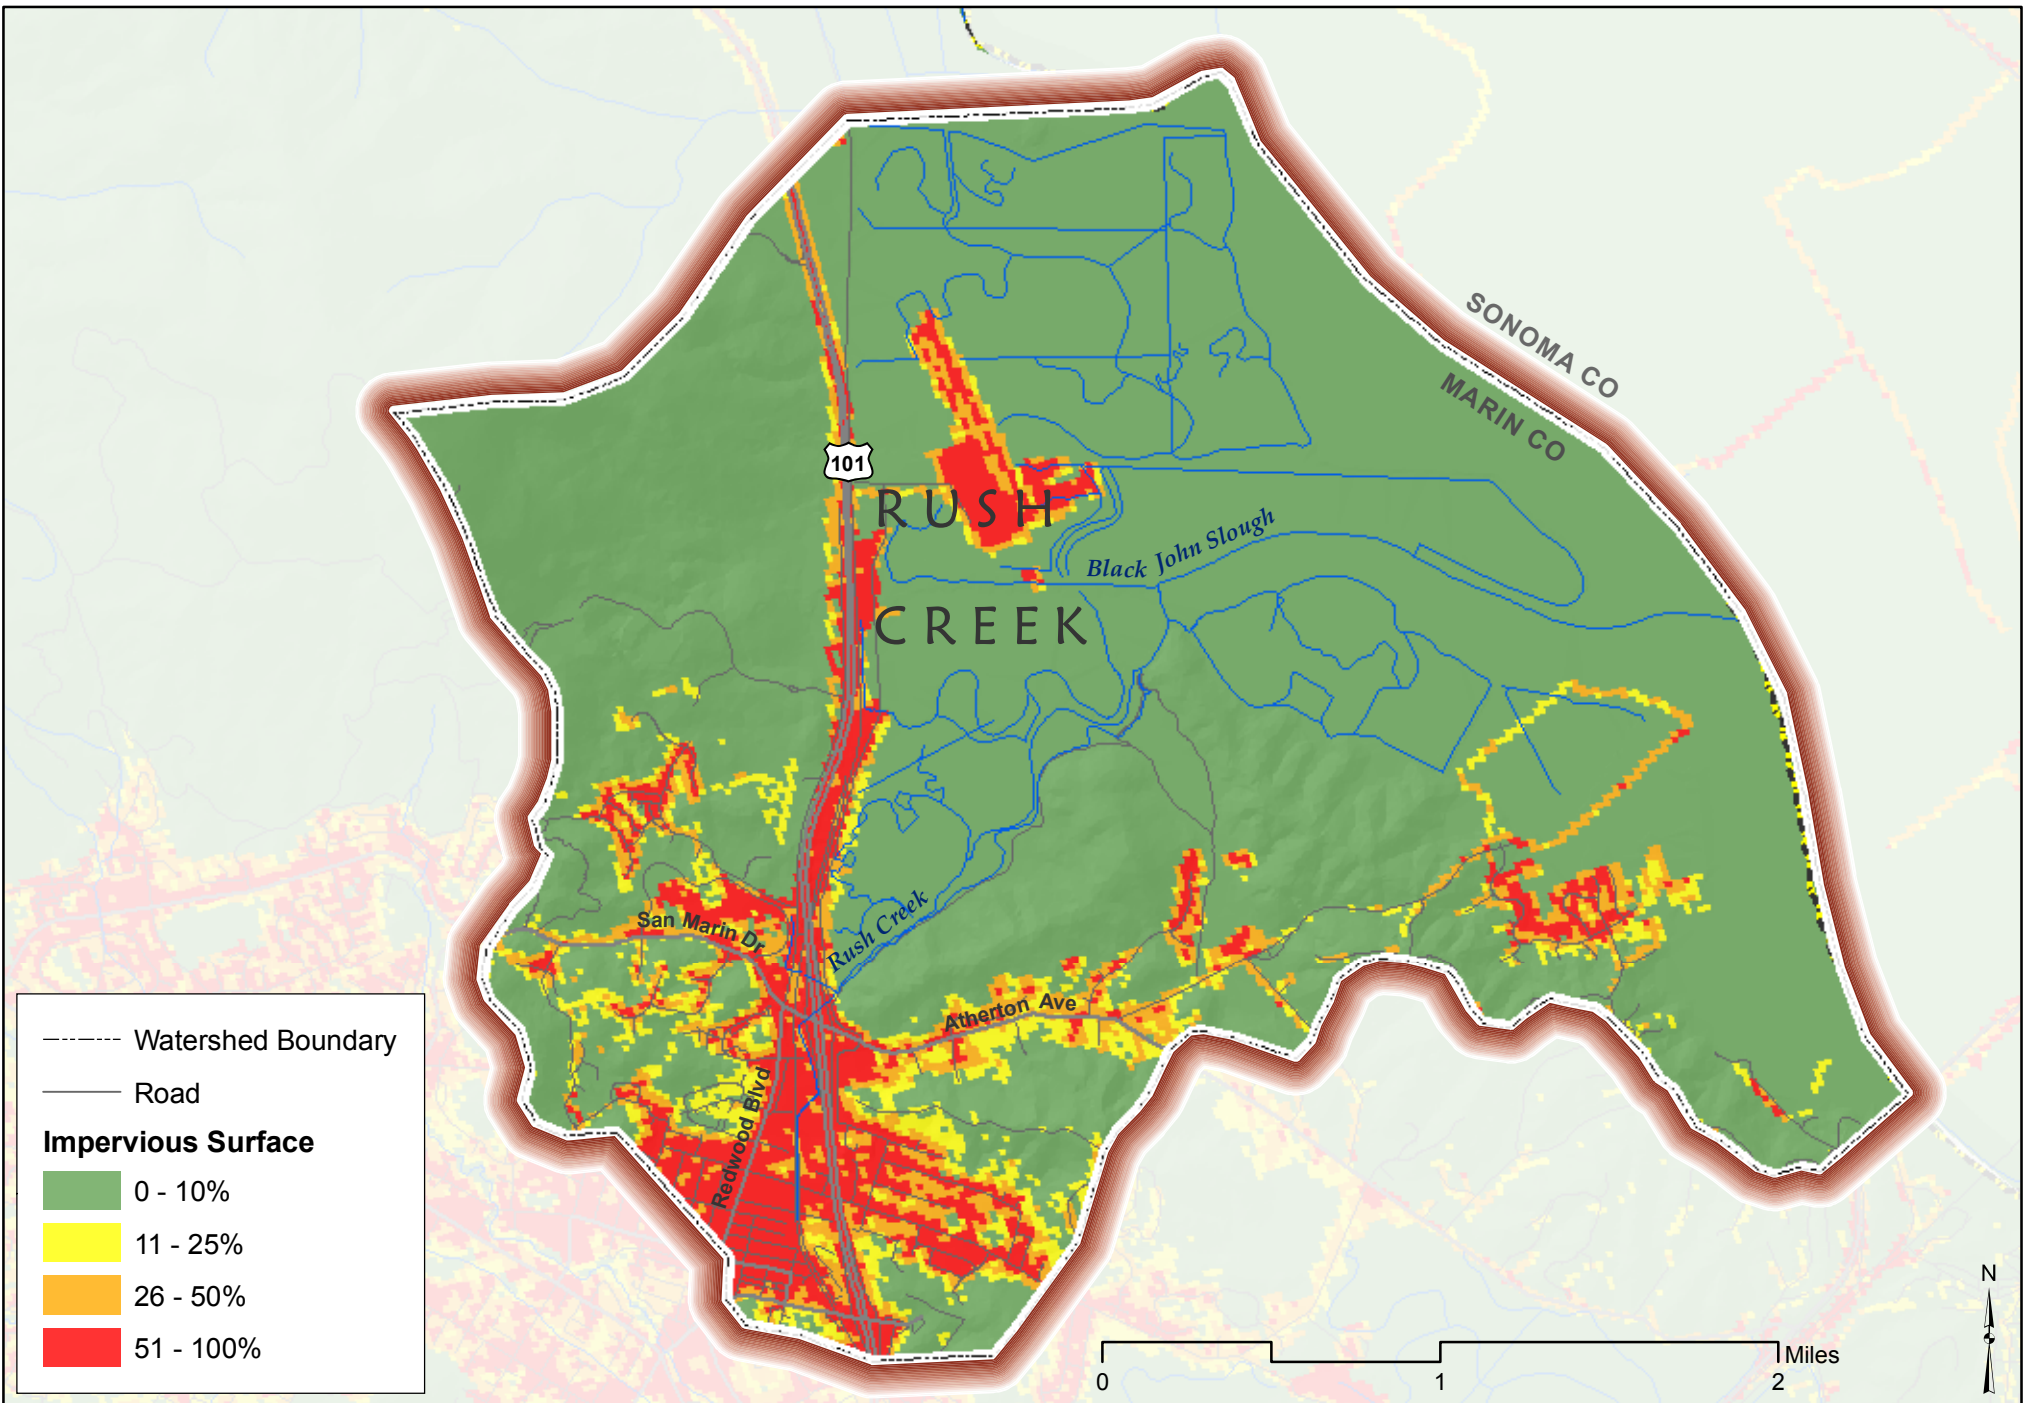 SONOMA CO
MARIN CO
101
RUSH
CREEK
Black John Slough
Rush Creek
San Marin Dr
Atherton Ave
Redwood Blvd
Watershed Boundary
Road
Impervious Surface
0 - 10%
11 - 25%
26 - 50%
51 - 100%
N
Miles
0 1 2